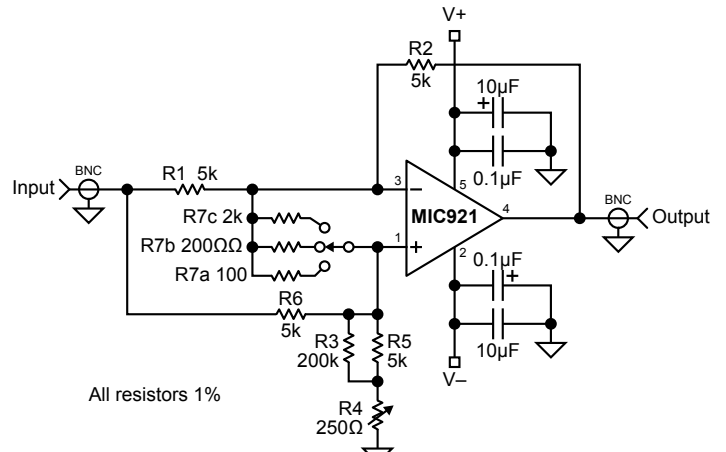 V+
R2
5k
10µF
+
0.1µF
BNC
Input
R1 5k
3
−
5
MIC921
4
BNC
Output
R7c 2k
R7b 200ΩΩ
1
+
R7a 100
2
0.1µF
+
10µF
R6
5k
R3
200k
R5
5k
V–
All resistors 1%
R4
250Ω